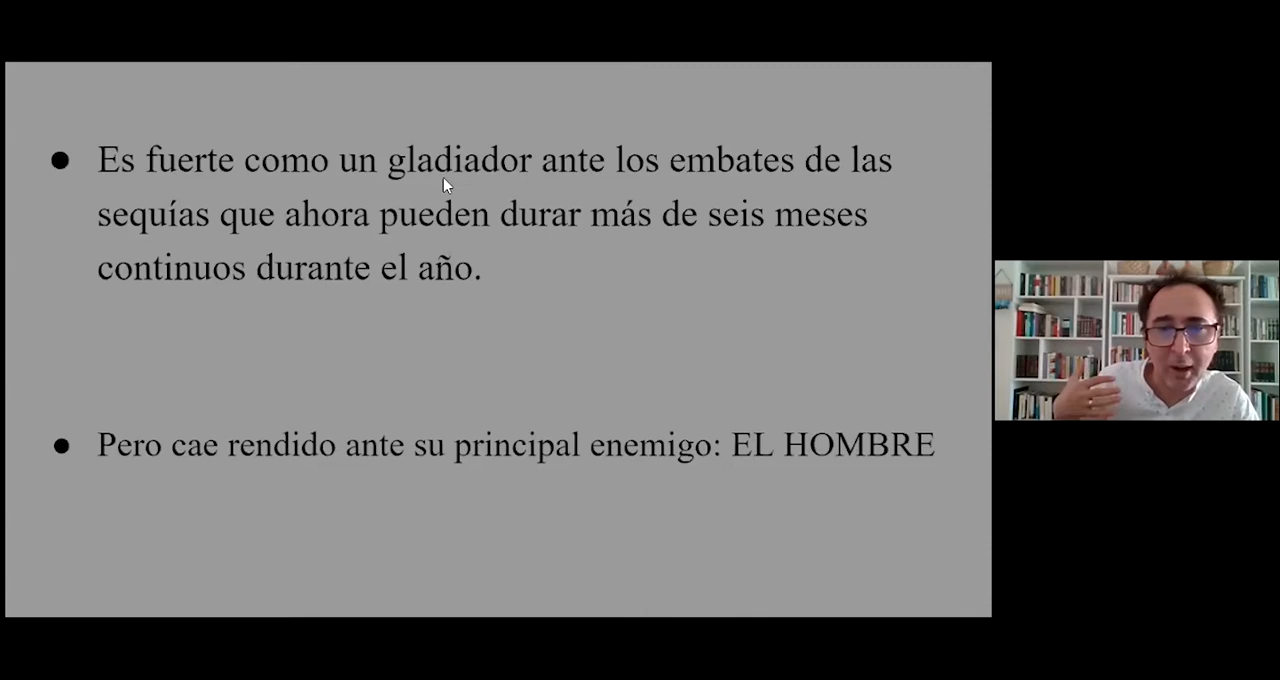 ● Es fuerte como un gladiador ante los embates de las
sequías que ahora pueden durar más de seis meses
continuos durante el año.
● Pero cae rendido ante su principal enemigo: EL HOMBRE